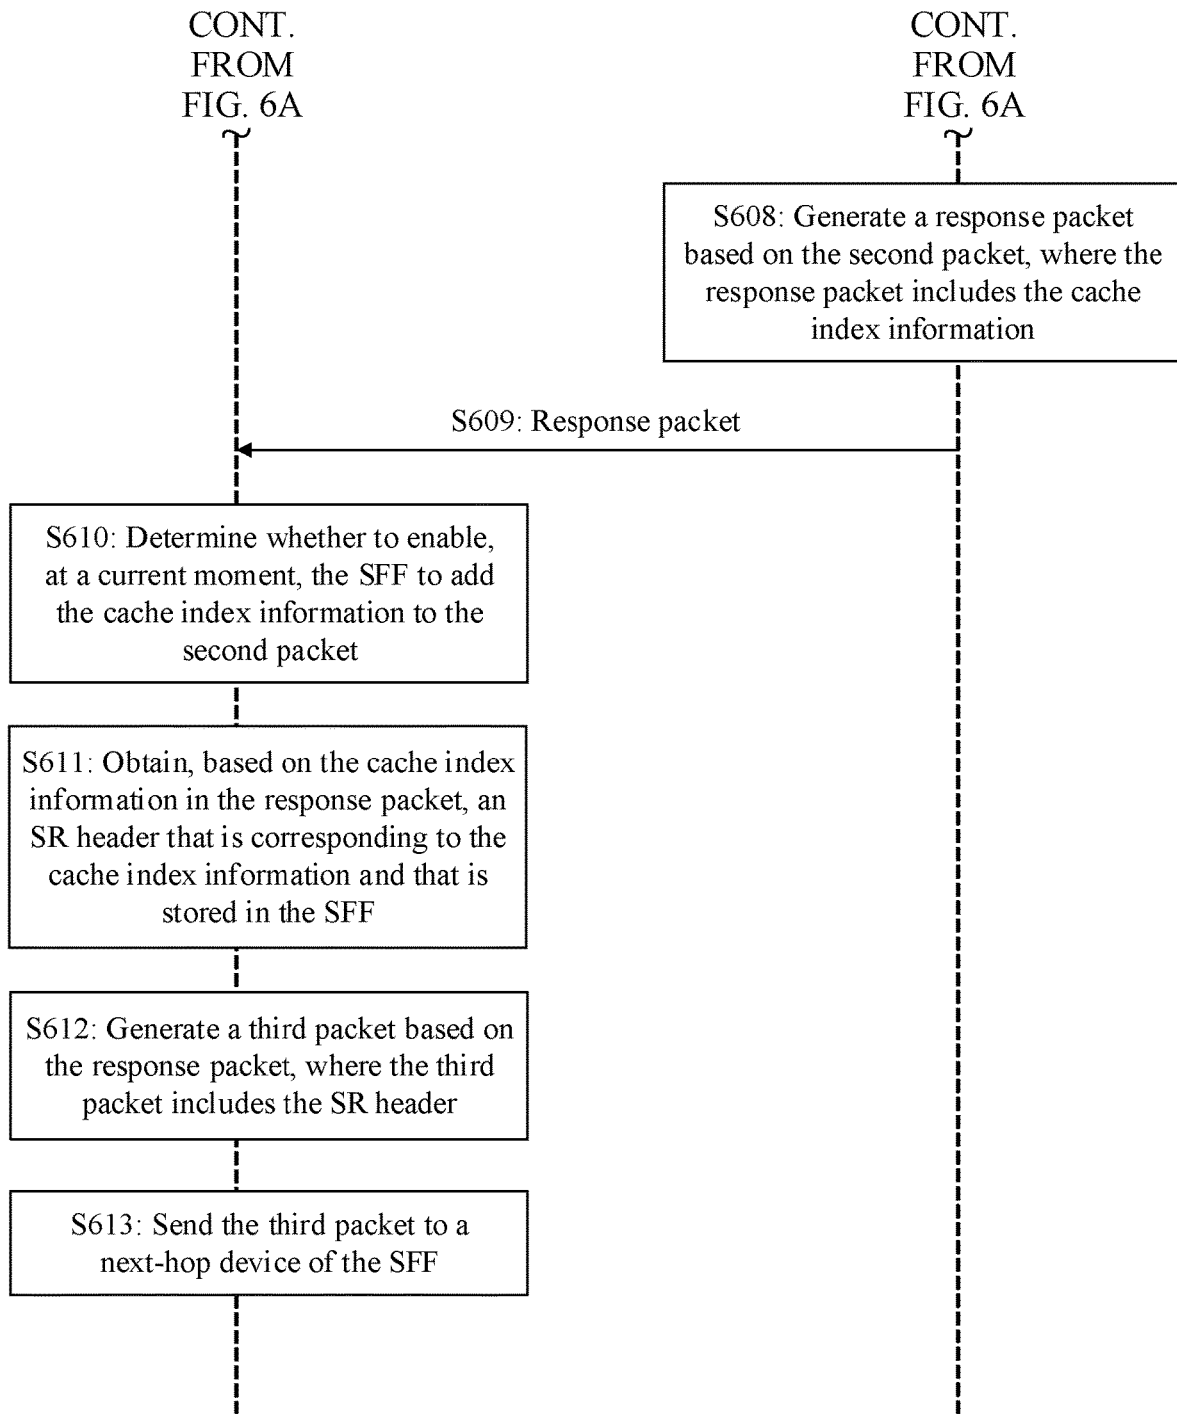 CONT.
FROM
FIG. 6A
CONT.
FROM
FIG. 6A
S608: Generate a response packet
based on the second packet, where the
response packet includes the cache
index information
S609: Response packet
S610: Determine whether to enable,
at a current moment, the SFF to add
the cache index information to the
second packet
S611: Obtain, based on the cache index
information in the response packet, an
SR header that is corresponding to the
cache index information and that is
stored in the SFF
S612: Generate a third packet based on
the response packet, where the third
packet includes the SR header
S613: Send the third packet to a
next-hop device of the SFF